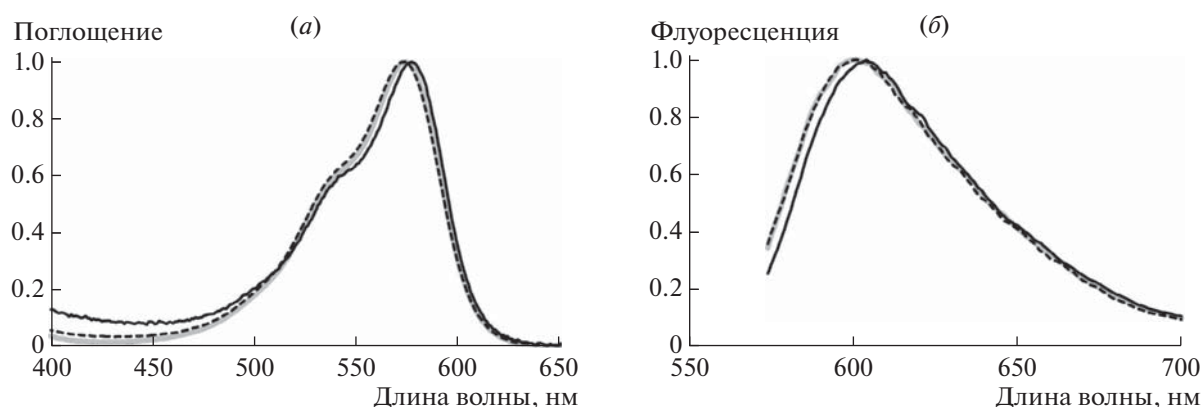 Поглощение
(а)
1.0
0.8
0.6
0.4
0.2
0
400 450 500 550 600 650
Длина волны, нм
Флуоресценция
(б)
1.0
0.8
0.6
0.4
0.2
0
550 600 650 700
Длина волны, нм